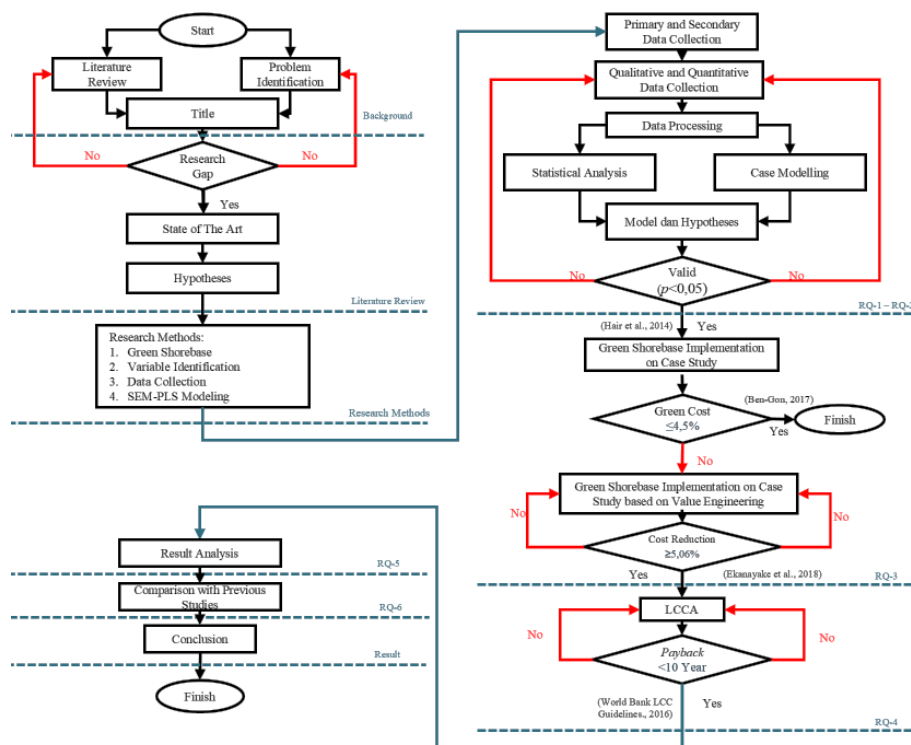 Start
Literature
Review
Problem
Identification
Title
Background
No
Research
Gap
No
Yes
State of The Art
Hypotheses
Literature Review
Research Methods:
1. Green Shorebase
2. Variable Identification
3. Data Collection
4. SEM-PLS Modeling
Research Methods
Primary and Secondary
Data Collection
Qualitative and Quantitative
Data Collection
Data Processing
Statistical Analysis
Case Modelling
Model dan Hypotheses
No
Valid
(p<0,05)
No
RQ-1 – RQ-2
(Hair et al., 2014)
Yes
Green Shorebase Implementation
on Case Study
Green Cost
≤4,5%
(Ben-Gon, 2017)
Yes
Finish
No
Green Shorebase Implementation on Case
Study based on Value Engineering
No
No
Cost Reduction
≥5,06%
Yes
(Ekanayake et al., 2018)
RQ-3
LCCA
No
No
Payback
<10 Year
(World Bank LCC
Guidelines., 2016)
Yes
RQ-4
Result Analysis
RQ-5
Comparison with Previous
Studies
RQ-6
Conclusion
Result
Finish